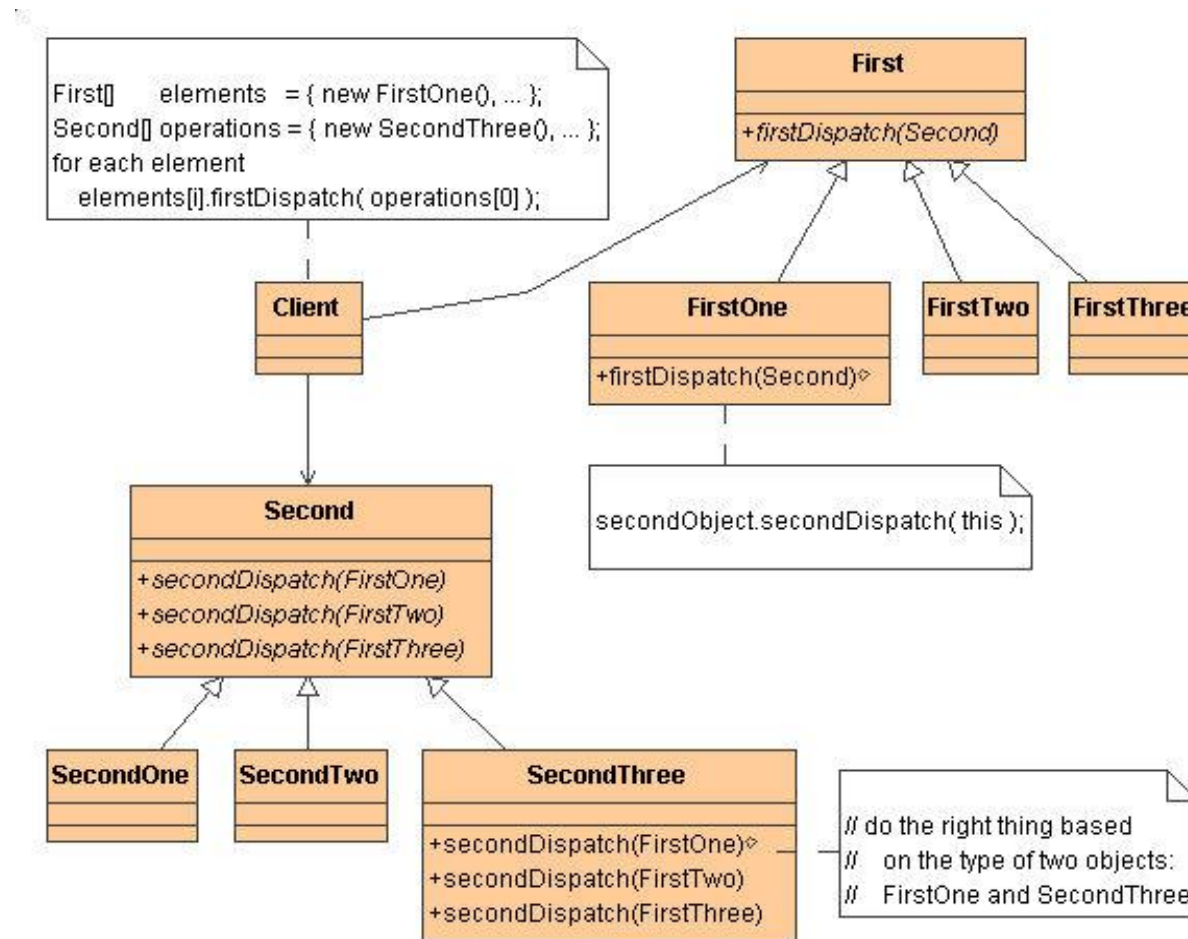 First[] elements = { new FirstOne(), ... };
Second[] operations = { new SecondThree(), ... };
for each element
elements[i].firstDispatch( operations[0] );
First
+firstDispatch(Second)
Client
FirstOne
+firstDispatch(Second)
FirstTwo
FirstThree
secondObject.secondDispatch( this );
Second
+secondDispatch(FirstOne)
+secondDispatch(FirstTwo)
+secondDispatch(FirstThree)
SecondOne
SecondTwo
SecondThree
+secondDispatch(FirstOne)
+secondDispatch(FirstTwo)
+secondDispatch(FirstThree)
// do the right thing based
// on the type of two objects:
// FirstOne and SecondThree